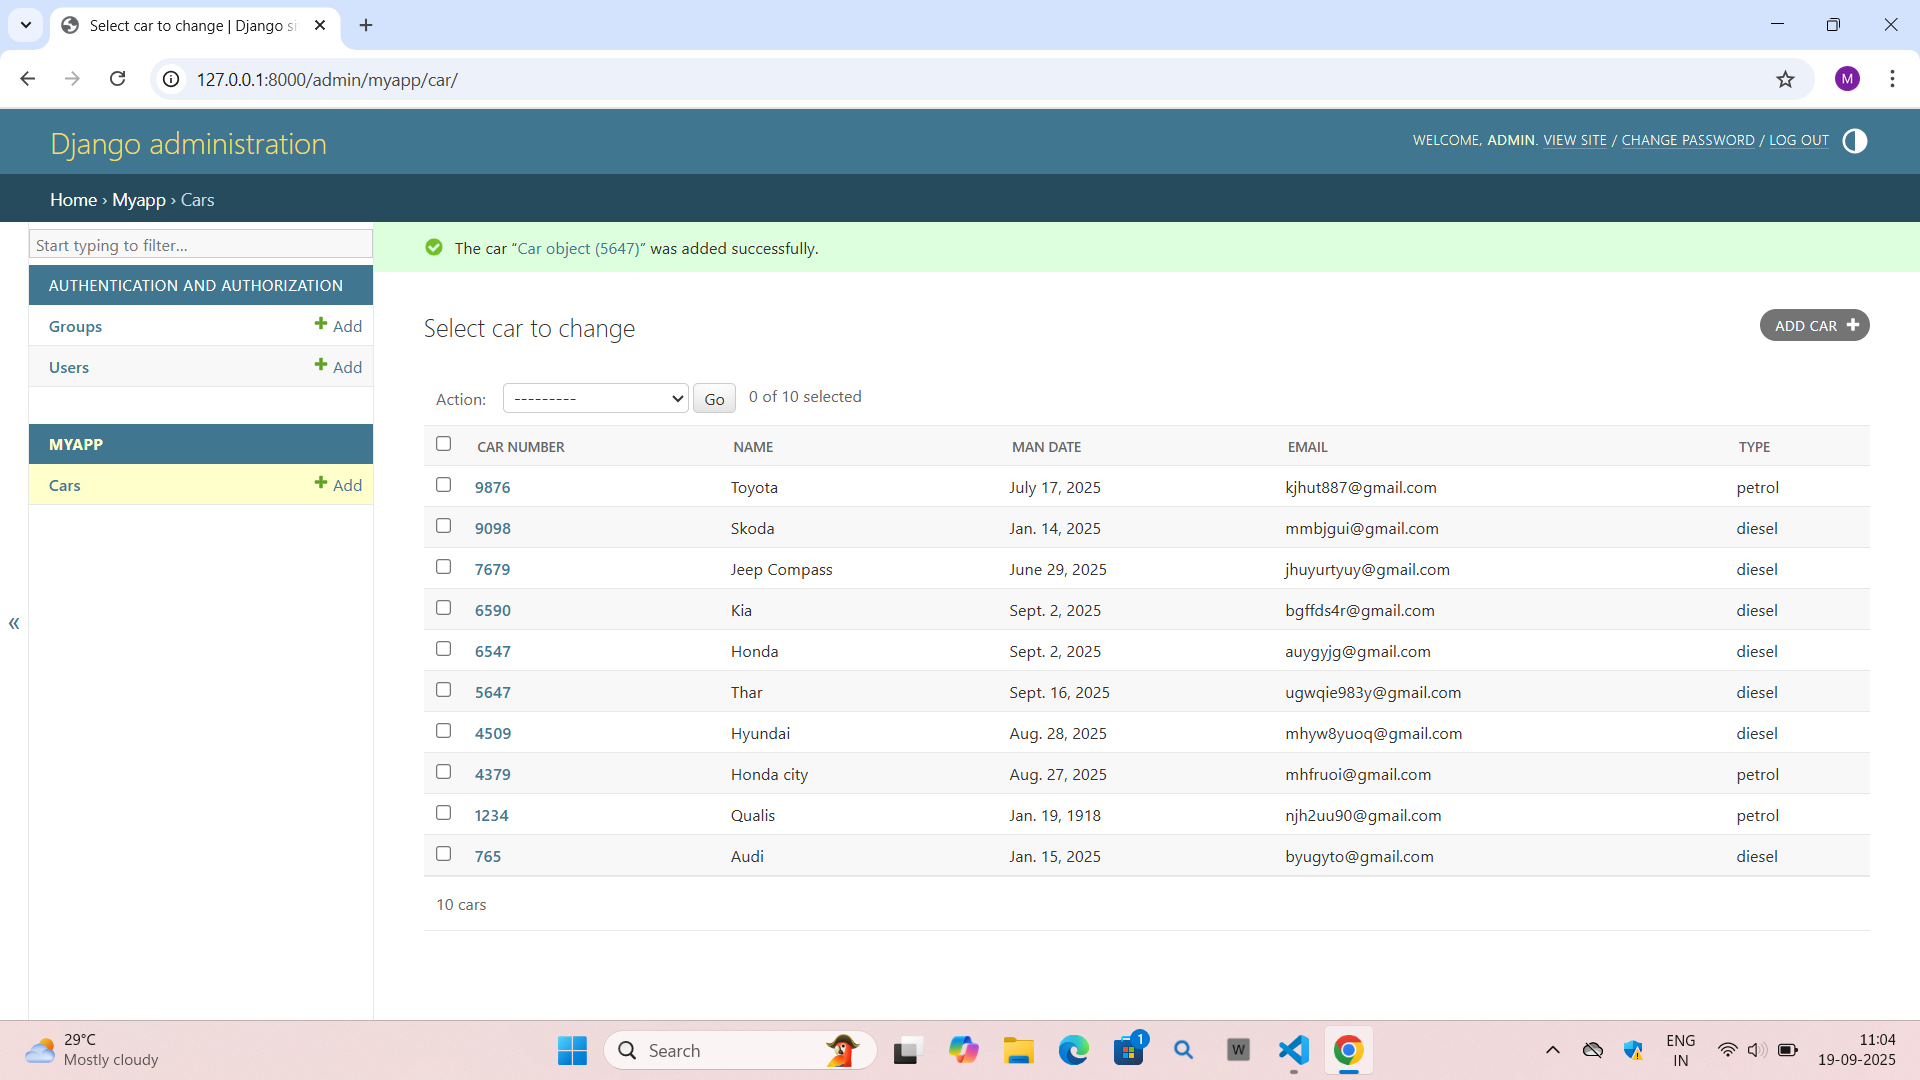 Select car to change | Django si
127.0.0.1:8000/admin/myapp/car/
M
Django administration
WELCOME, ADMIN. VIEW SITE / CHANGE PASSWORD / LOG OUT
Home › Myapp › Cars
Start typing to filter...
AUTHENTICATION AND AUTHORIZATION
Groups Add
Users Add
MYAPP
Cars Add
«
The car “Car object (5647)” was added successfully.
Select car to change
ADD CAR
Action: --------- Go 0 of 10 selected
CAR NUMBER NAME MAN DATE EMAIL TYPE
9876 Toyota July 17, 2025 kjhut887@gmail.com petrol
9098 Skoda Jan. 14, 2025 mmbjgui@gmail.com diesel
7679 Jeep Compass June 29, 2025 jhuyurtyuy@gmail.com diesel
6590 Kia Sept. 2, 2025 bgffds4r@gmail.com diesel
6547 Honda Sept. 2, 2025 auygyjg@gmail.com diesel
5647 Thar Sept. 16, 2025 ugwqie983y@gmail.com diesel
4509 Hyundai Aug. 28, 2025 mhyw8yuoq@gmail.com diesel
4379 Honda city Aug. 27, 2025 mhfruoi@gmail.com petrol
1234 Qualis Jan. 19, 1918 njh2uu90@gmail.com petrol
765 Audi Jan. 15, 2025 byugyto@gmail.com diesel
10 cars
29°C
Mostly cloudy
Search
1
W
ENG
IN
11:04
19-09-2025